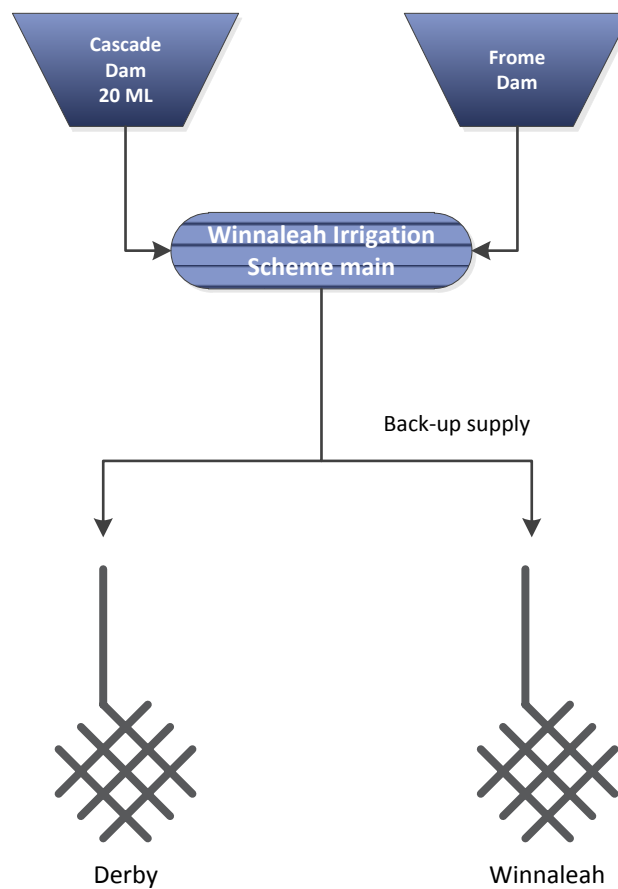 Cascade
Dam
20 ML
Frome
Dam
Winnaleah Irrigation
Scheme main
Back-up supply
Derby
Winnaleah